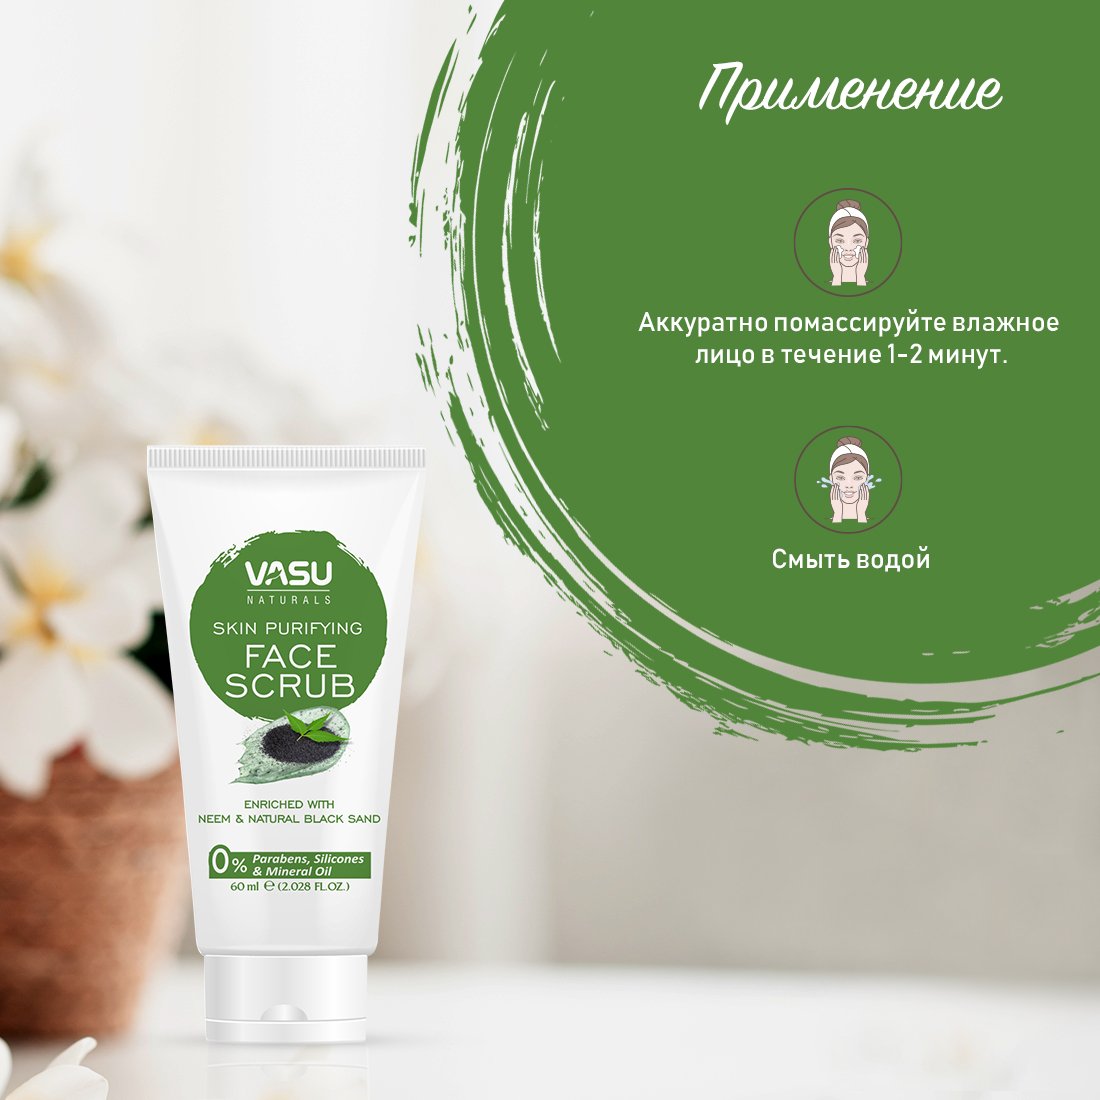 Применение
Аккуратно помассируйте влажное
лицо в течение 1-2 минут.
Смыть водой
VASU
NATURALS
SKIN PURIFYING
FACE
SCRUB
ENRICHED WITH
NEEM & NATURAL BLACK SAND
0% Parabens, Silicones
& Mineral Oil
60 ml ℮ (2.028 FL.OZ.)